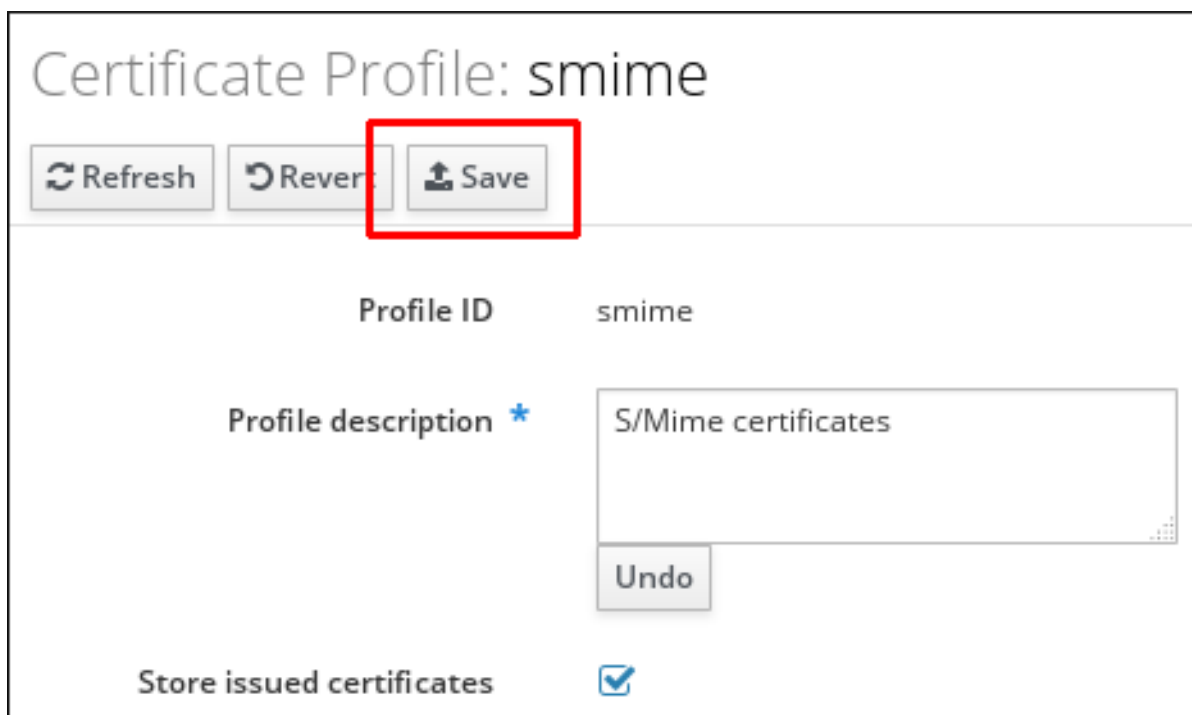 Certificate Profile: smime
Refresh Revert Save
Profile ID smime
Profile description * S/Mime certificates
Undo
Store issued certificates